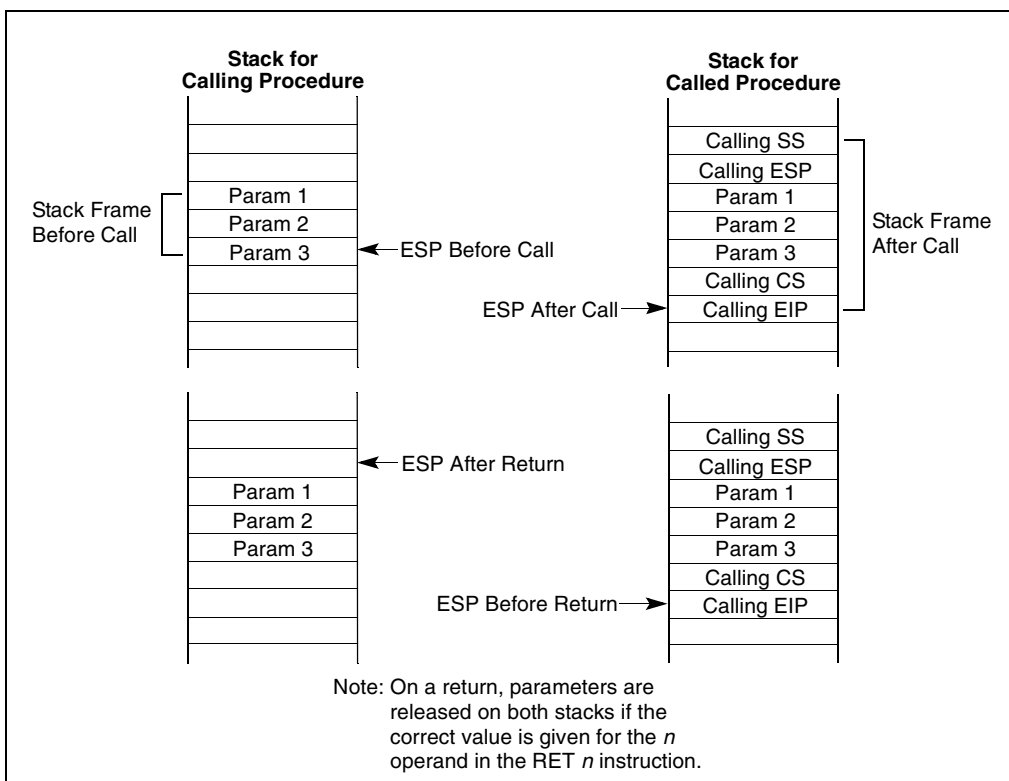 Stack for
Calling Procedure
Stack for
Called Procedure
Stack Frame
Before Call
Param 1
Param 2
Param 3
ESP Before Call
ESP After Call
Calling SS
Calling ESP
Param 1
Param 2
Param 3
Calling CS
Calling EIP
Stack Frame
After Call
ESP After Return
Param 1
Param 2
Param 3
ESP Before Return
Calling SS
Calling ESP
Param 1
Param 2
Param 3
Calling CS
Calling EIP
Note: On a return, parameters are
released on both stacks if the
correct value is given for the n
operand in the RET n instruction.